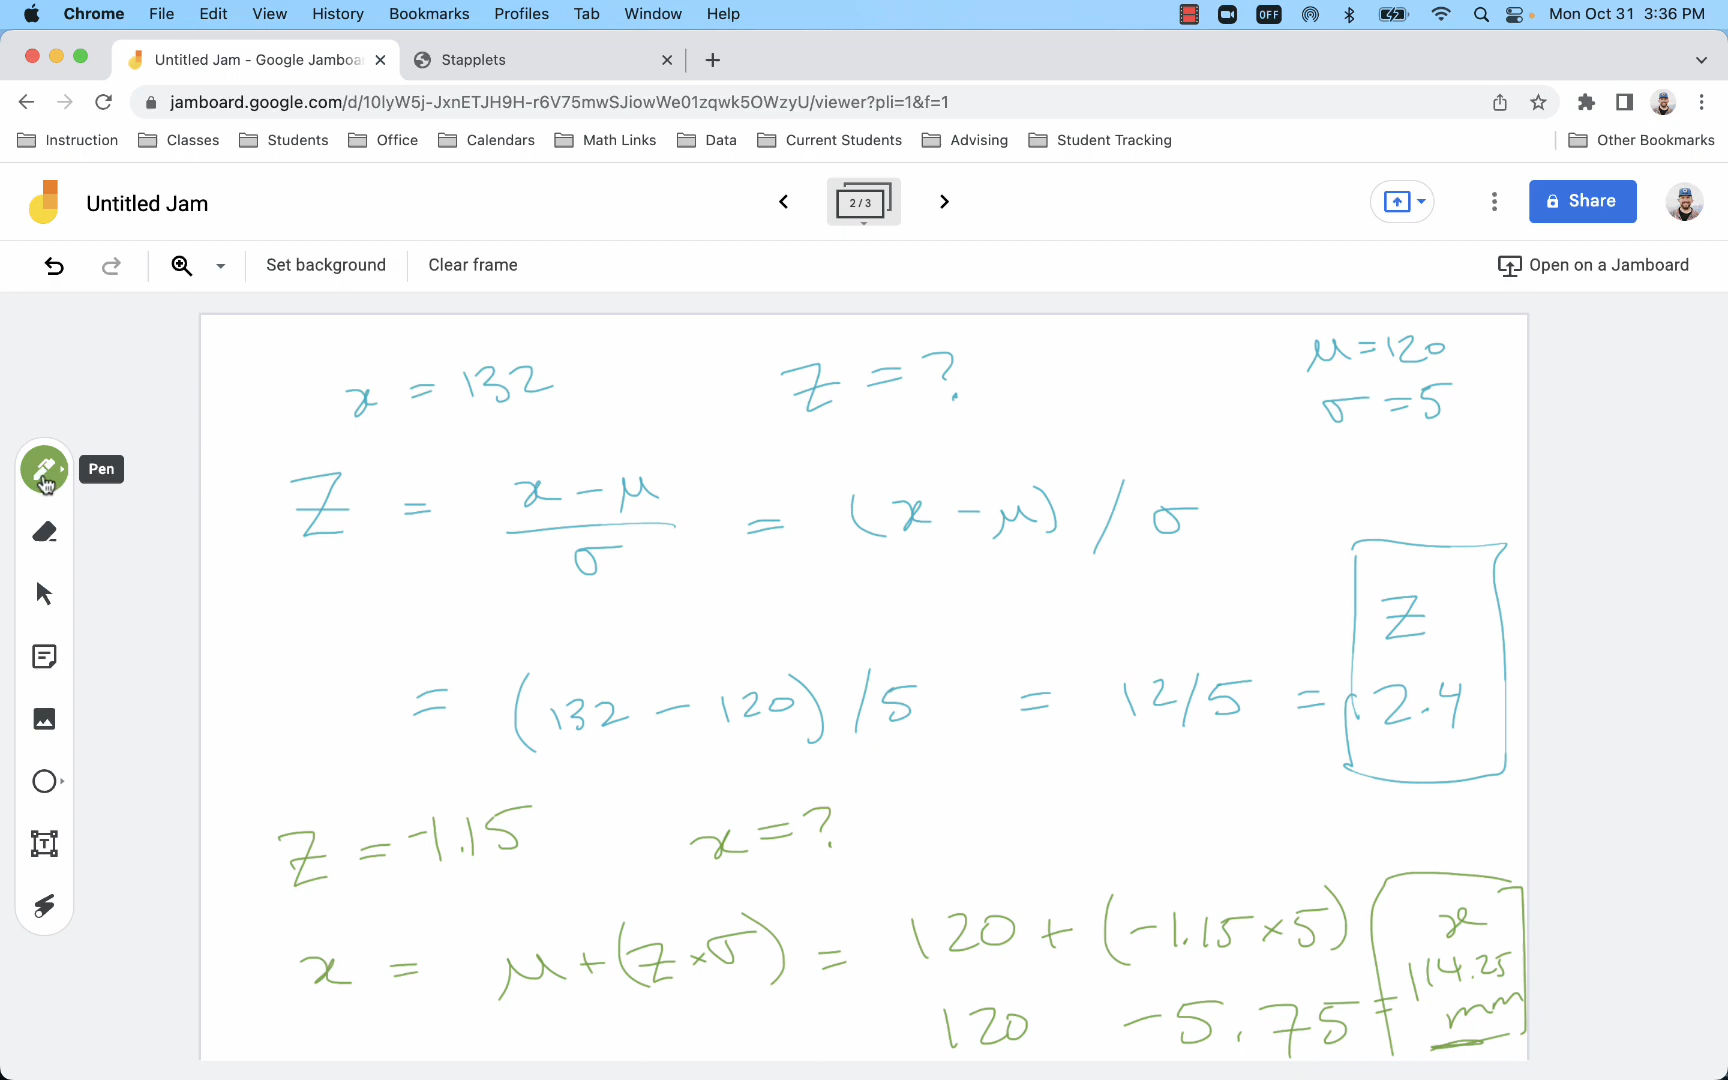 Chrome File Edit View History Bookmarks Profiles Tab Window Help OFF Mon Oct 31 3:36 PM
Untitled Jam - Google Jamboa Stapplets
jamboard.google.com/d/10lyW5j-JxnETJH9H-r6V75mwSJiowWe01zqwk5OWzyU/viewer?pli=1&f=1
Instruction Classes Students Office Calendars Math Links Data Current Students Advising Student Tracking Other Bookmarks
Untitled Jam 2 / 3 Share
Set background Clear frame Open on a Jamboard
Pen
x = 132 z = ? μ = 120
σ = 5
z = x - μ / σ = (x - μ) / σ
= (132 - 120) / 5 = 12/5 = z 2.4
z = -1.15 x = ?
x = μ + (z × σ) = 120 + (-1.15 × 5)
120 - 5.75 = x 114.25 mm